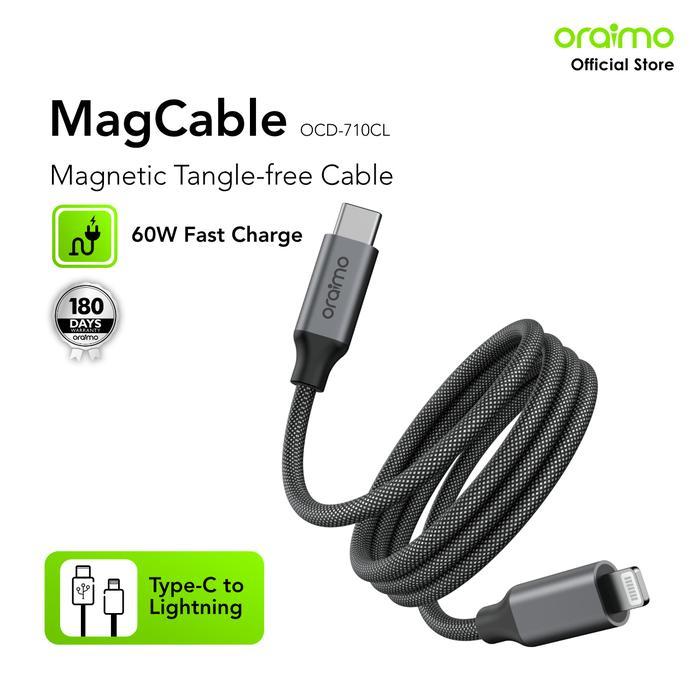 oraimo
Official Store
MagCable OCD-710CL
Magnetic Tangle-free Cable
60W Fast Charge
180
DAYS
WARRANTY
oraimo
oraimo
Type-C to
Lightning